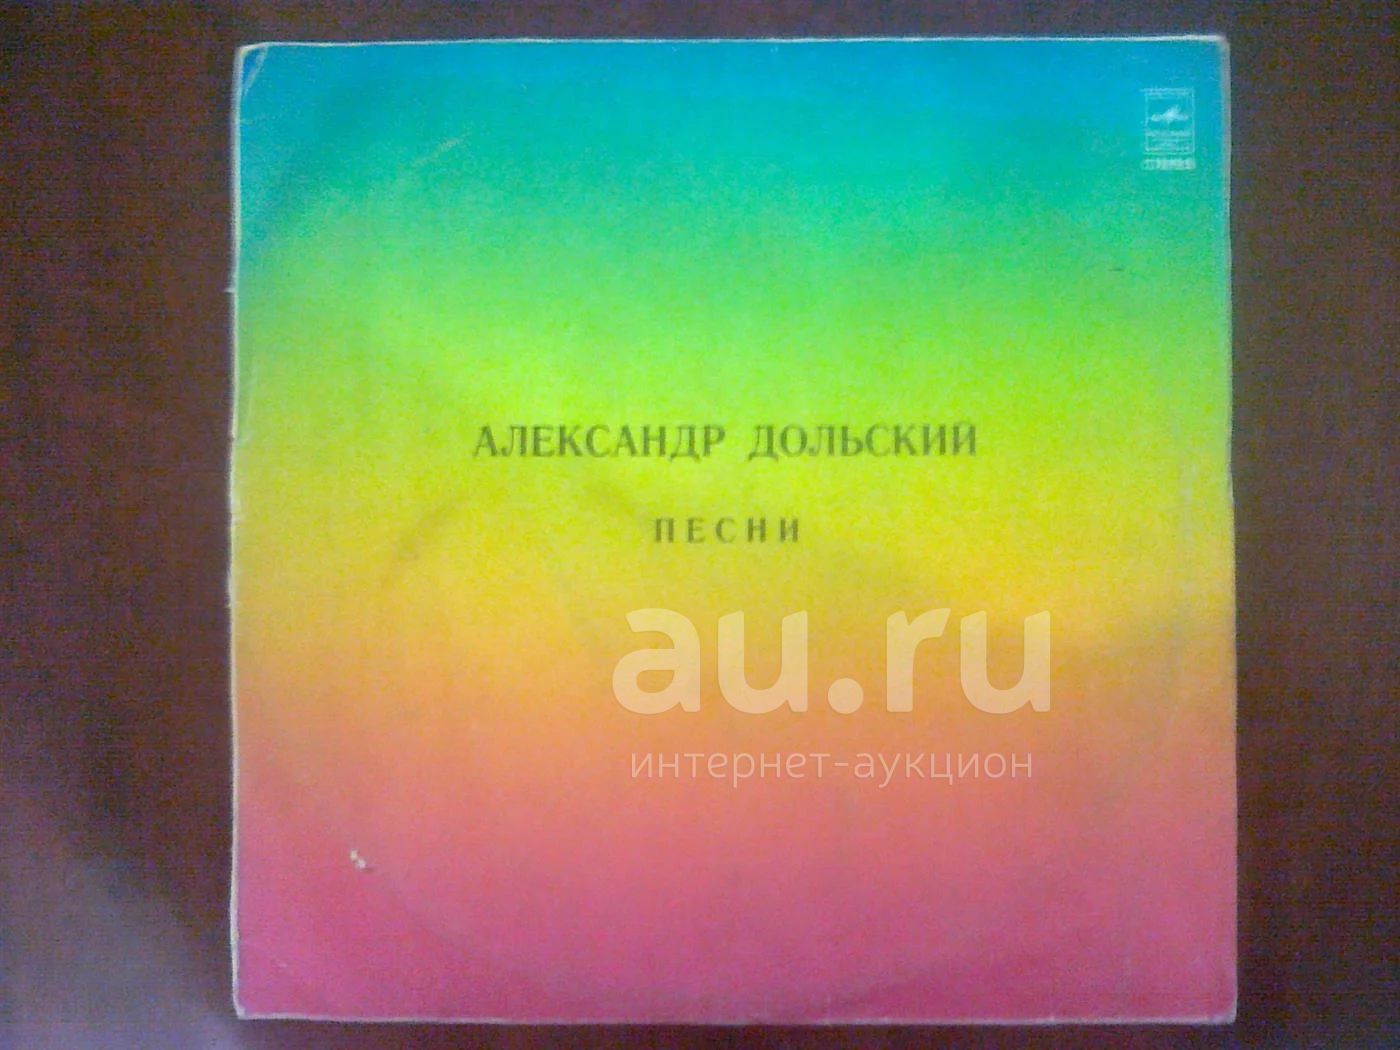 АЛЕКСАНДР ДОЛЬСКИЙ
ПЕСНИ
au.ru
интернет-аукцион